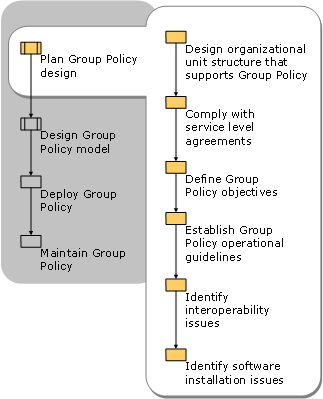 Plan Group Policy
design
Design Group
Policy model
Deploy Group
Policy
Maintain Group
Policy
Design organizational
unit structure that
supports Group Policy
Comply with
service level
agreements
Define Group
Policy objectives
Establish Group
Policy operational
guidelines
Identify
interoperability
issues
Identify software
installation issues